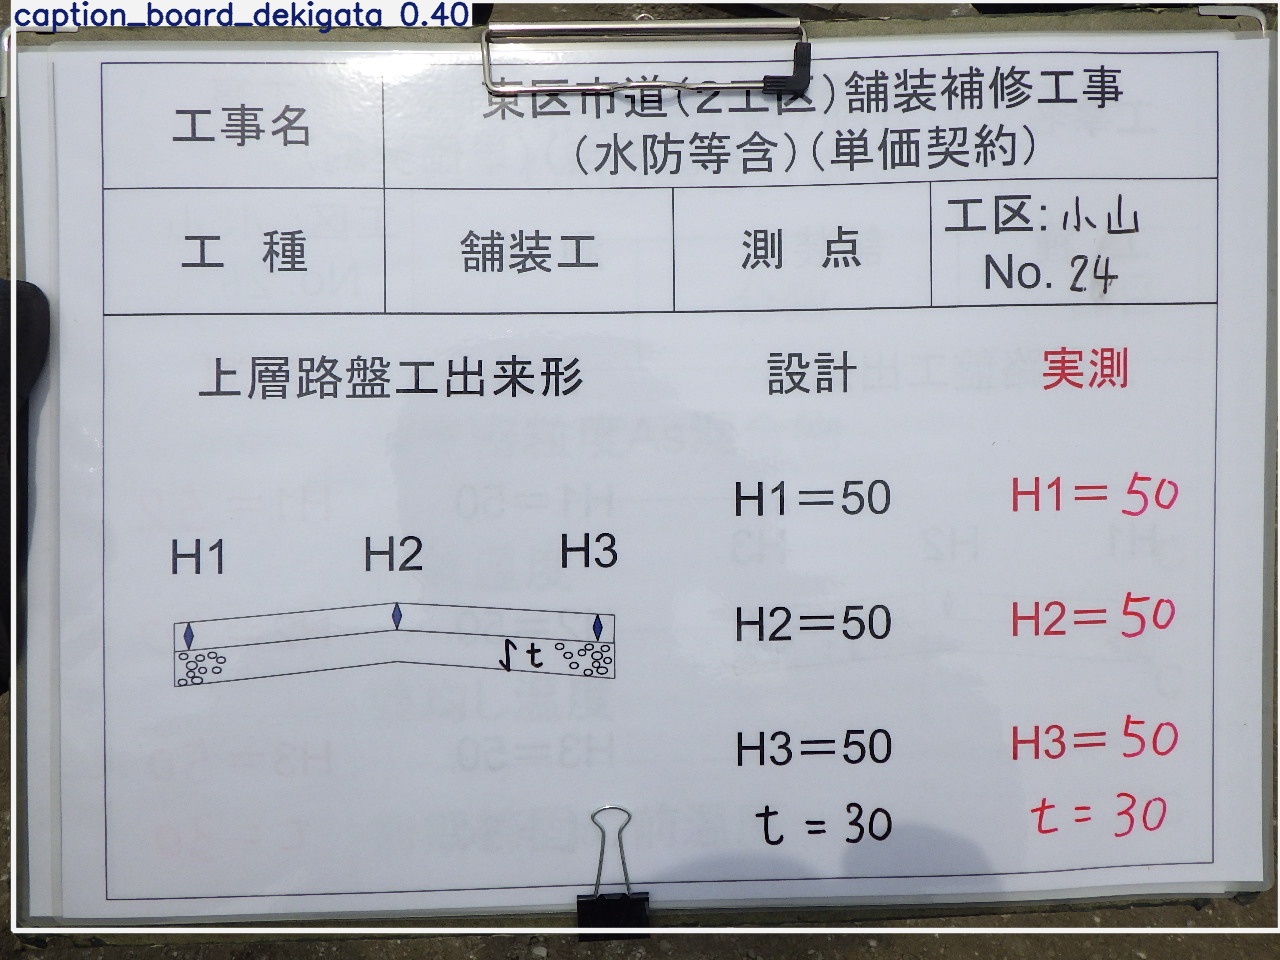 caption_board_dekigata 0.40
工事名
東区市道(2工区)舗装補修工事
(水防等含)(単価契約)
工 種
舗装工
測 点
工区: 小山
No. 24
上層路盤工出来形
設計
実測
H1=50
H1=50
H1
H2
H3
H2=50
H2=50
t
H3=50
H3=50
t=30
t=30